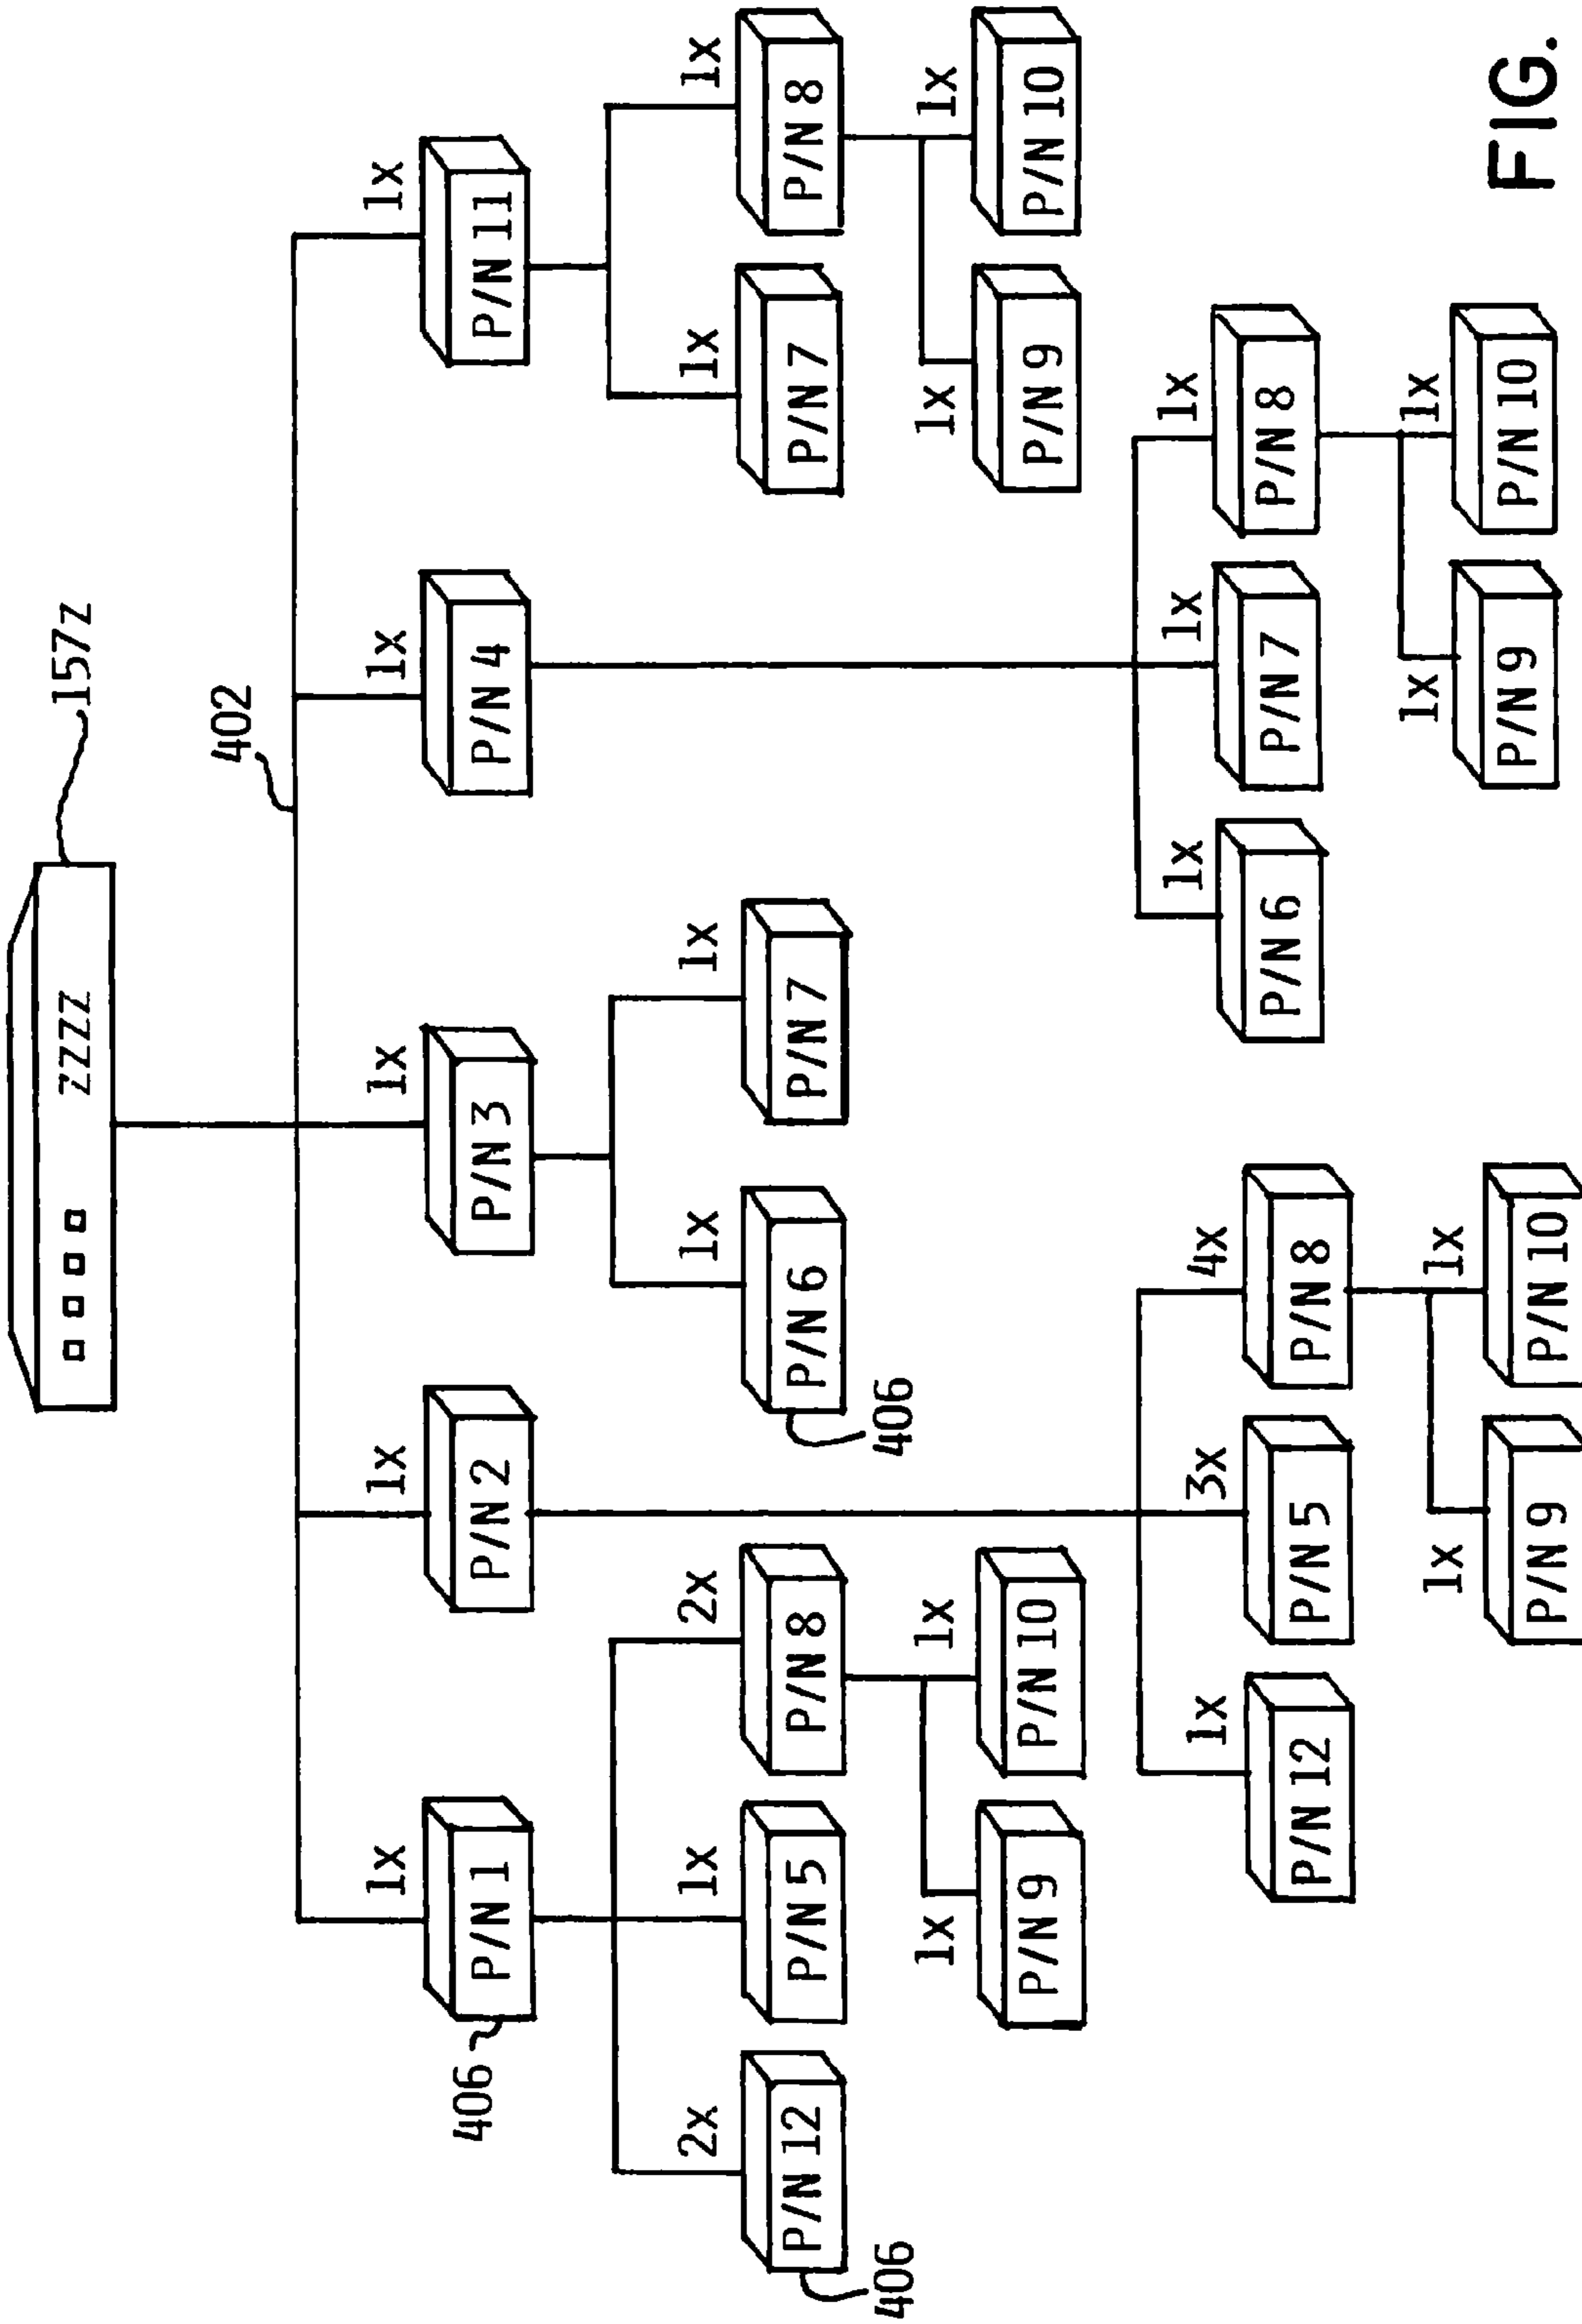 157Z
ZZZZ
402
1x
1x
1x
1x
1x
P/N 1
P/N 2
P/N 3
P/N 4
P/N 11
406
2x
1x
2x
1x
1x
1x
1x
P/N 12
P/N 5
P/N 8
P/N 6
P/N 7
P/N 7
P/N 8
406
406
1x
1x
1x
1x
P/N 9
P/N 10
P/N 9
P/N 10
1x
3x
4x
1x
1x
1x
P/N 12
P/N 5
P/N 8
P/N 6
P/N 7
P/N 8
1x
1x
1x
1x
P/N 9
P/N 10
P/N 9
P/N 10
FIG.